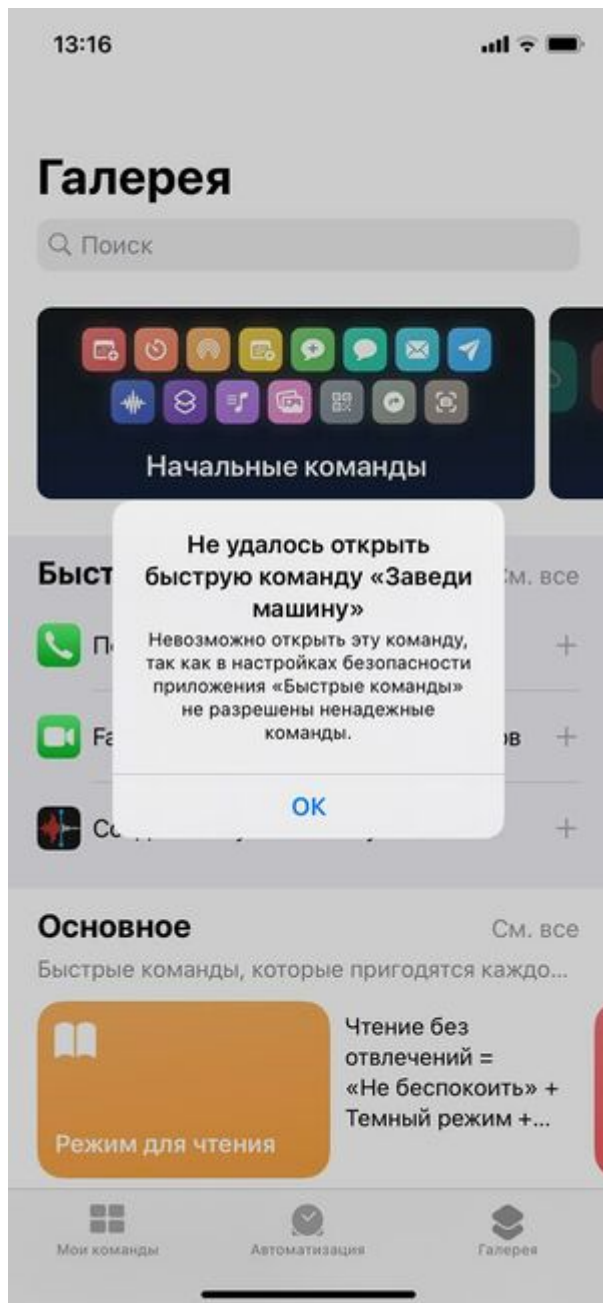 13:16
Галерея
Поиск
Начальные команды
Не удалось открыть
быструю команду «Заведи
машину»
Невозможно открыть эту команду,
так как в настройках безопасности
приложения «Быстрые команды»
не разрешены ненадежные
команды.
ОК
См. все
Основное
См. все
Быстрые команды, которые пригодятся каждо...
Режим для чтения
Чтение без
отвлечений =
«Не беспокоить» +
Темный режим +...
Мои команды
Автоматизация
Галерея